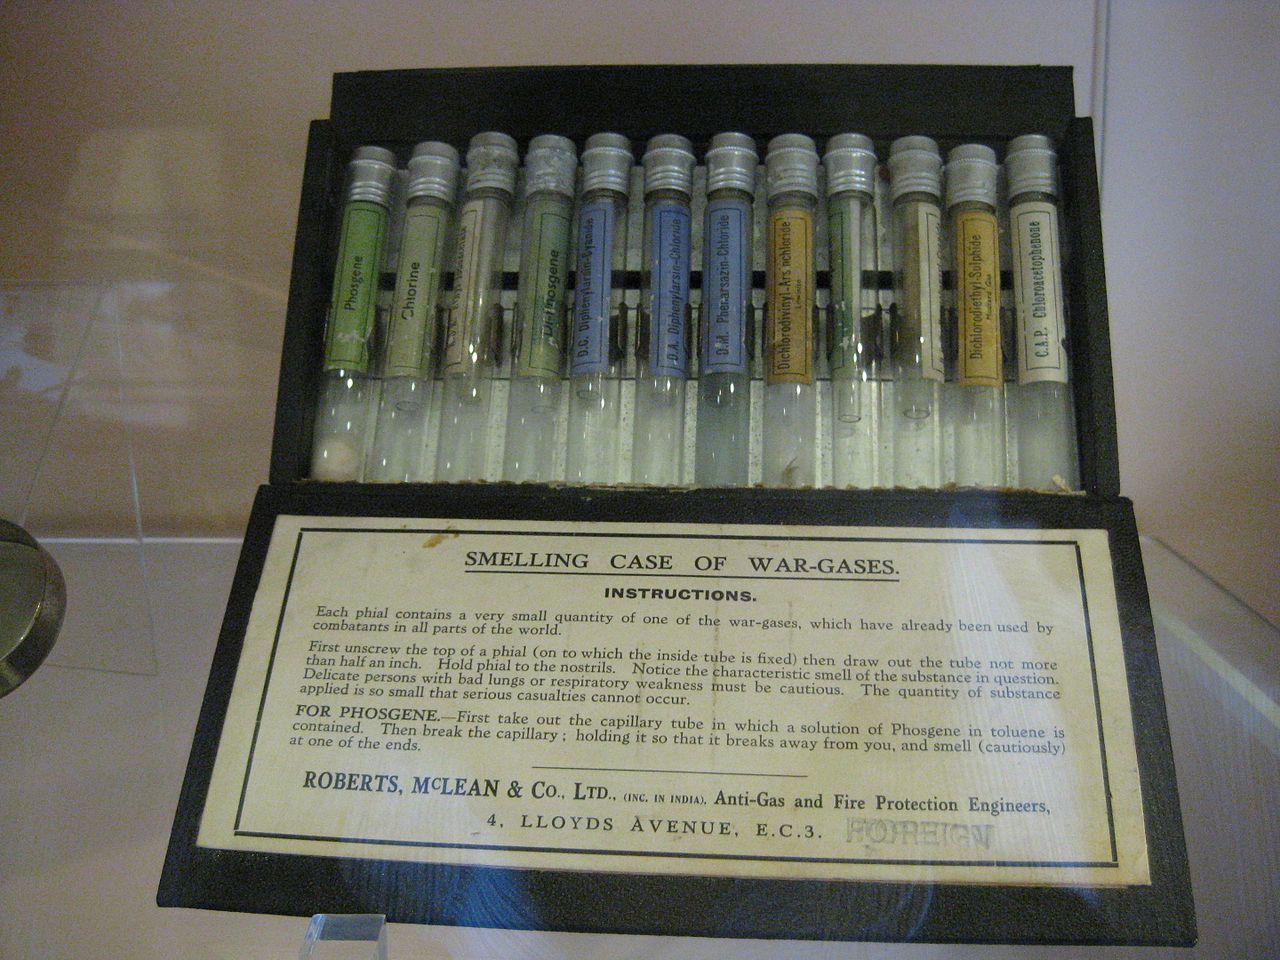 Phosgene
Chlorine
Di-Phosgene
D.C. Diphenylarsin-Cyanide
D.A. Diphenylarsin-Chloride
D.M. Phenarsazin-Chloride
Dichlorodivinyl-Ars nchloride
Dichlorodiethyl-Sulphide
Mustard Gas
C.A.P. Chloroacetophenone
SMELLING CASE OF WAR-GASES.
INSTRUCTIONS.
Each phial contains a very small quantity of one of the war-gases, which have already been used by
combatants in all parts of the world.
First unscrew the top of a phial (on to which the inside tube is fixed) then draw out the tube not more
than half an inch. Hold phial to the nostrils. Notice the characteristic smell of the substance in question.
Delicate persons with bad lungs or respiratory weakness must be cautious. The quantity of substance
applied is so small that serious casualties cannot occur.
FOR PHOSGENE.—First take out the capillary tube in which a solution of Phosgene in toluene is
contained. Then break the capillary; holding it so that it breaks away from you, and smell (cautiously)
at one of the ends.
ROBERTS, McLEAN & Co., LTD., (INC. IN INDIA), Anti-Gas and Fire Protection Engineers,
4, LLOYDS AVENUE, E.C.3. FOREIGN